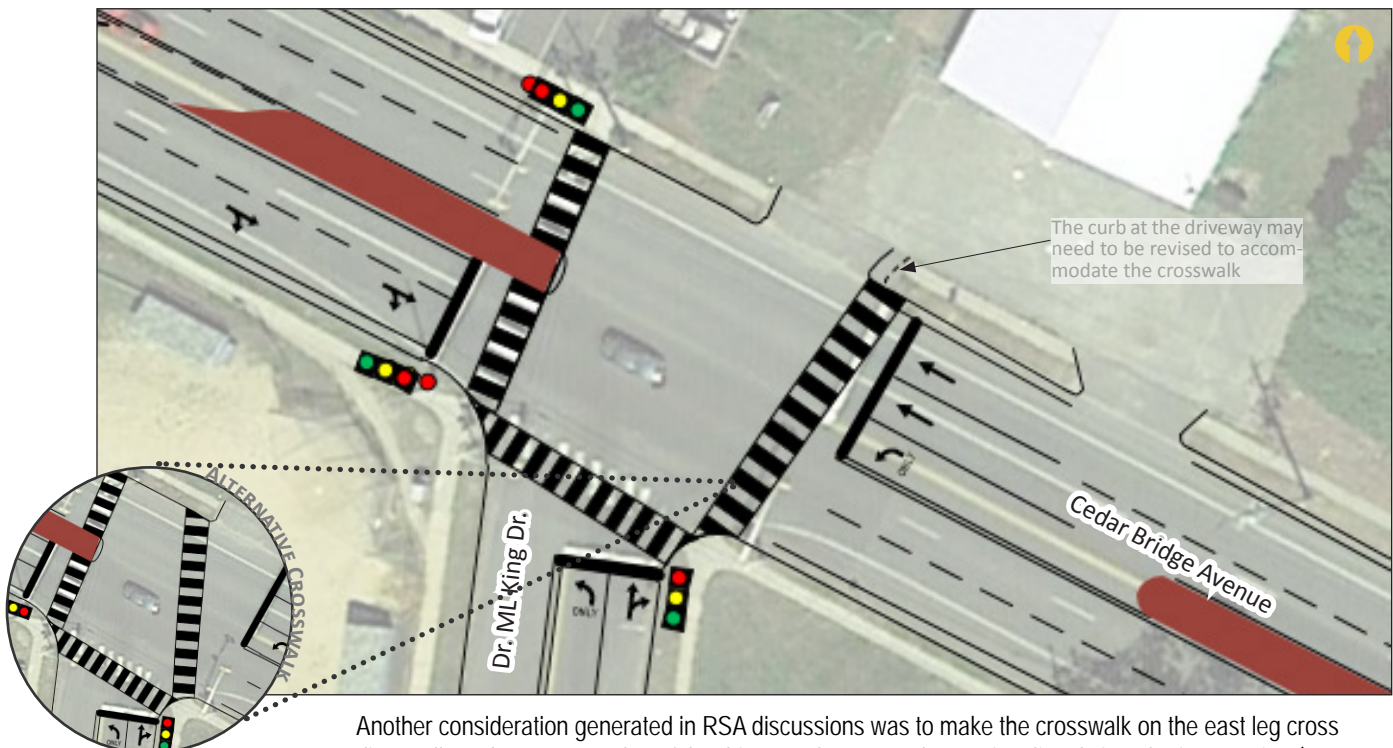 The curb at the driveway may
need to be revised to accom-
modate the crosswalk
Cedar Bridge Avenue
Dr. ML King Dr.
ONLY
ALTERNATIVE CROSSWALK
ONLY
Another consideration generated in RSA discussions was to make the crosswalk on the east leg cross